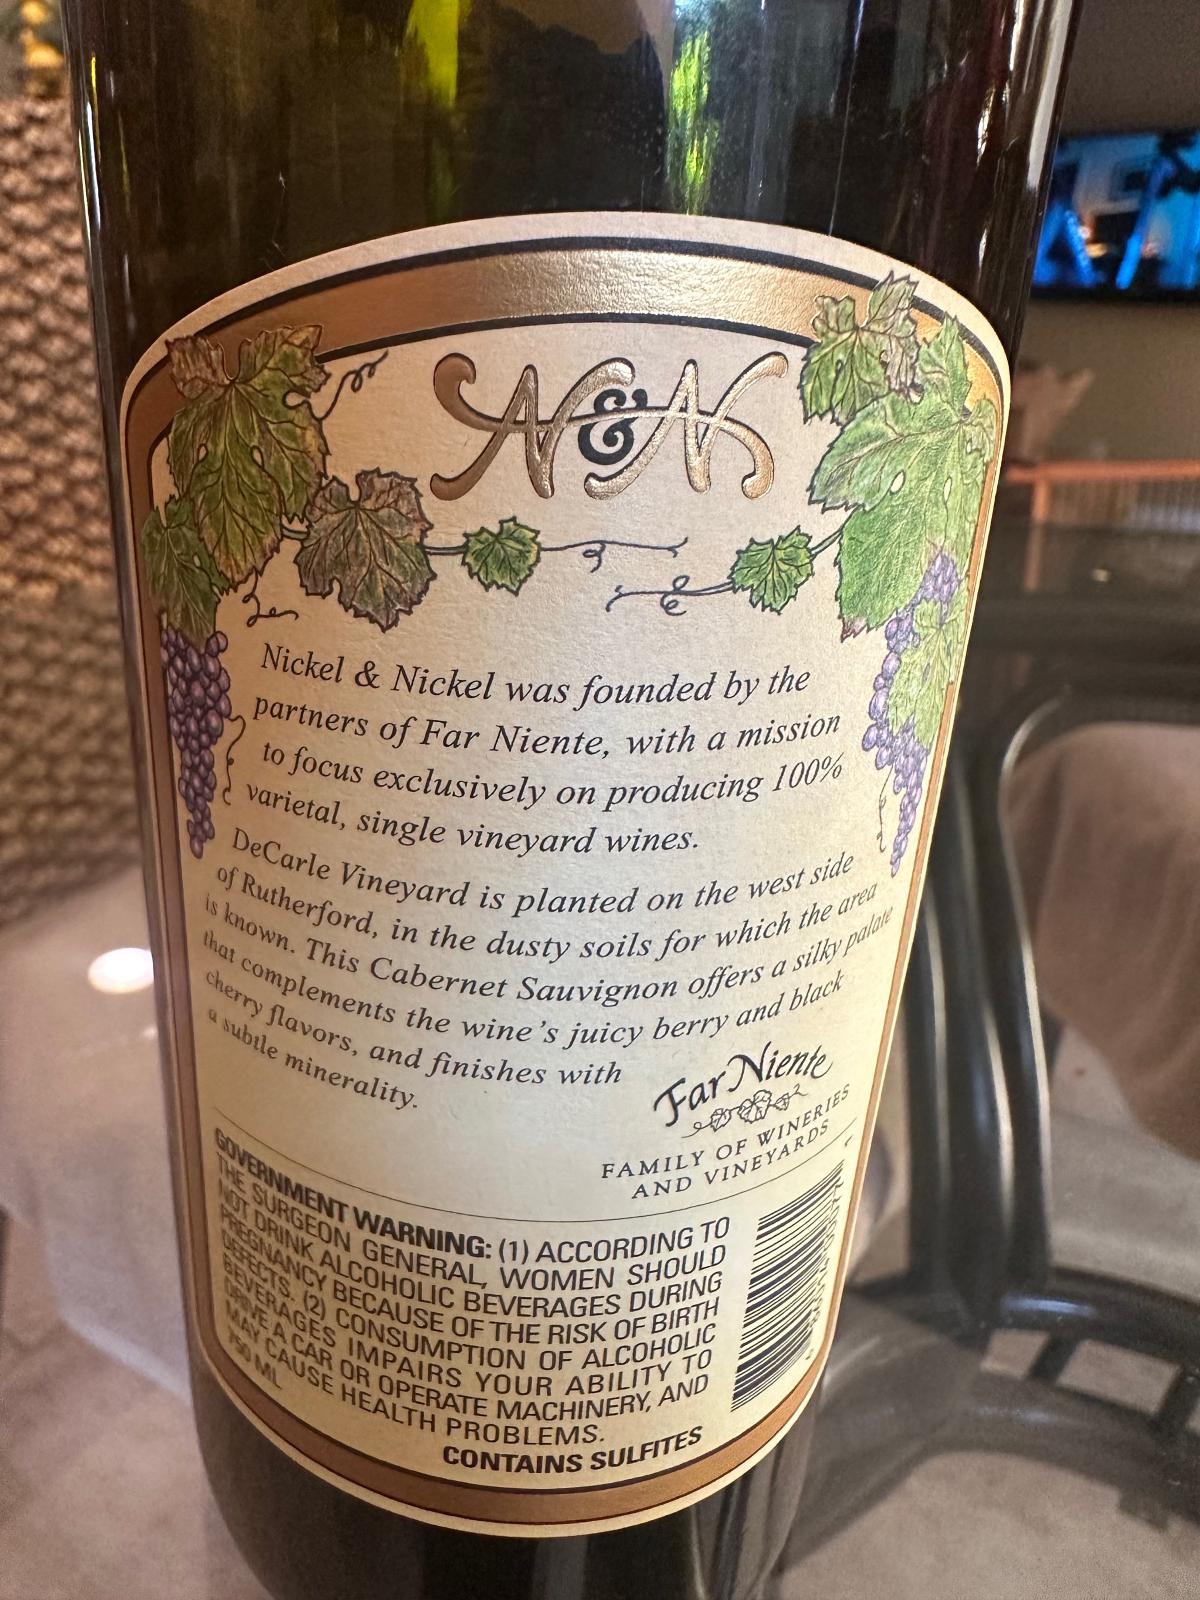 N&N
Nickel & Nickel was founded by the
partners of Far Niente, with a mission
to focus exclusively on producing 100%
varietal, single vineyard wines.
DeCarle Vineyard is planted on the west side
of Rutherford, in the dusty soils for which the area
is known. This Cabernet Sauvignon offers a silky palate
that complements the wine's juicy berry and black
cherry flavors, and finishes with
a subtle minerality.
Far Niente
FAMILY OF WINERIES
AND VINEYARDS
GOVERNMENT WARNING: (1) ACCORDING TO
THE SURGEON GENERAL, WOMEN SHOULD
NOT DRINK ALCOHOLIC BEVERAGES DURING
PREGNANCY BECAUSE OF THE RISK OF BIRTH
DEFECTS. (2) CONSUMPTION OF ALCOHOLIC
BEVERAGES IMPAIRS YOUR ABILITY TO
DRIVE A CAR OR OPERATE MACHINERY, AND
MAY CAUSE HEALTH PROBLEMS.
750 ML
CONTAINS SULFITES